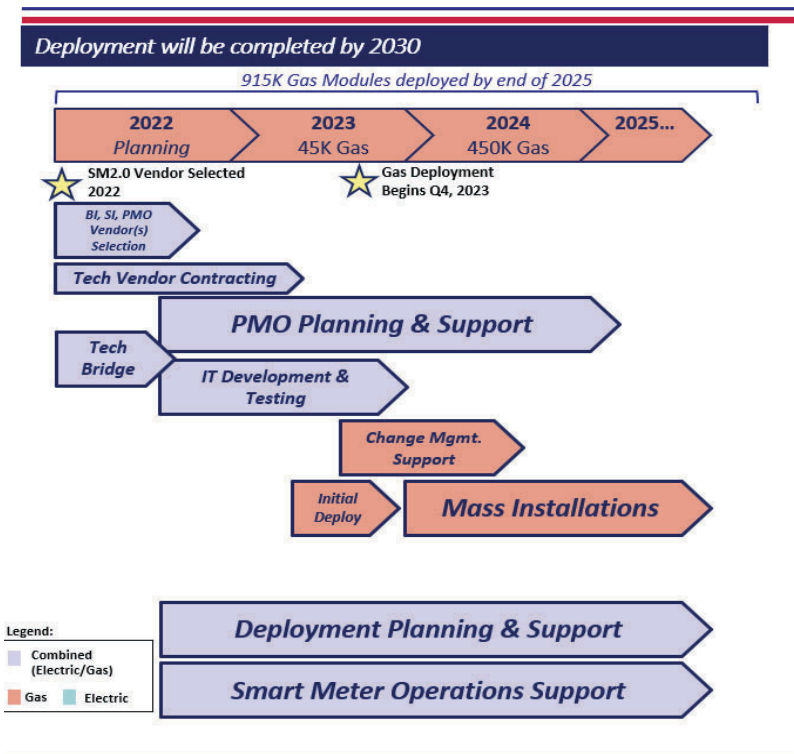 Deployment will be completed by 2030
915K Gas Modules deployed by end of 2025
2022
Planning
2023
45K Gas
2024
450K Gas
2025...
SM2.0 Vendor Selected
2022
Gas Deployment
Begins Q4, 2023
BI, SI, PMO
Vendor(s)
Selection
Tech Vendor Contracting
PMO Planning & Support
Tech
Bridge
IT Development &
Testing
Change Mgmt.
Support
Initial
Deploy
Mass Installations
Deployment Planning & Support
Smart Meter Operations Support
Legend:
Combined
(Electric/Gas)
Gas
Electric